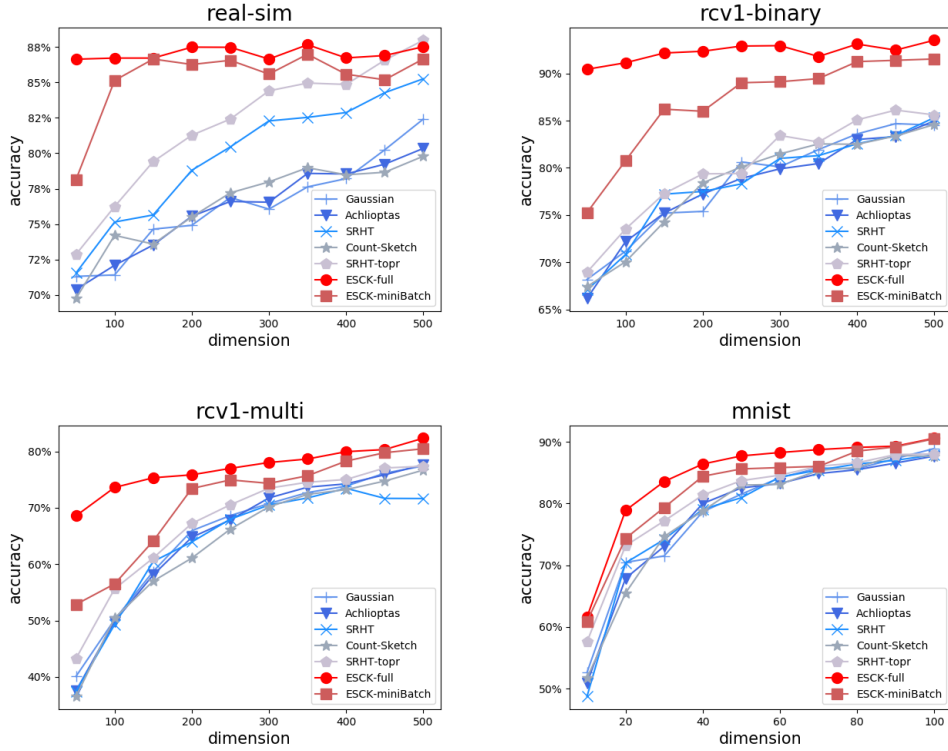 real-sim
88%
85%
82%
80%
78%
75%
72%
70%
accuracy
100
200
300
400
500
dimension
Gaussian
Achlioptas
SRHT
Count-Sketch
SRHT-topr
ESCK-full
ESCK-miniBatch
rcv1-binary
90%
85%
80%
75%
70%
65%
accuracy
100
200
300
400
500
dimension
Gaussian
Achlioptas
SRHT
Count-Sketch
SRHT-topr
ESCK-full
ESCK-miniBatch
rcv1-multi
80%
70%
60%
50%
40%
accuracy
100
200
300
400
500
dimension
Gaussian
Achlioptas
SRHT
Count-Sketch
SRHT-topr
ESCK-full
ESCK-miniBatch
mnist
90%
80%
70%
60%
50%
accuracy
20
40
60
80
100
dimension
Gaussian
Achlioptas
SRHT
Count-Sketch
SRHT-topr
ESCK-full
ESCK-miniBatch